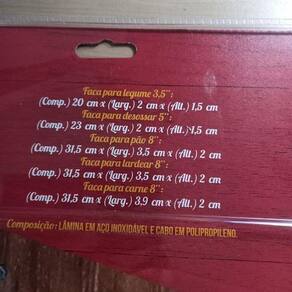 Faca para legume 3,5'':
(Comp.) 20 cm x (Larg.) 2 cm x (Alt.) 1,5 cm
Faca para desossar 5'':
(Comp.) 23 cm x (Larg.) 2 cm x (Alt.) 1,5 cm
Faca para pão 8'':
(Comp.) 31,5 cm x (Larg.) 3,5 cm x (Alt.) 2 cm
Faca para lardear 8'':
(Comp.) 31,5 cm x (Larg.) 3,5 cm x (Alt.) 2 cm
Faca para carne 8'':
(Comp.) 31,5 cm x (Larg.) 3,9 cm x (Alt.) 2 cm
Composição: LÂMINA EM AÇO INOXIDÁVEL E CABO EM POLIPROPILENO.